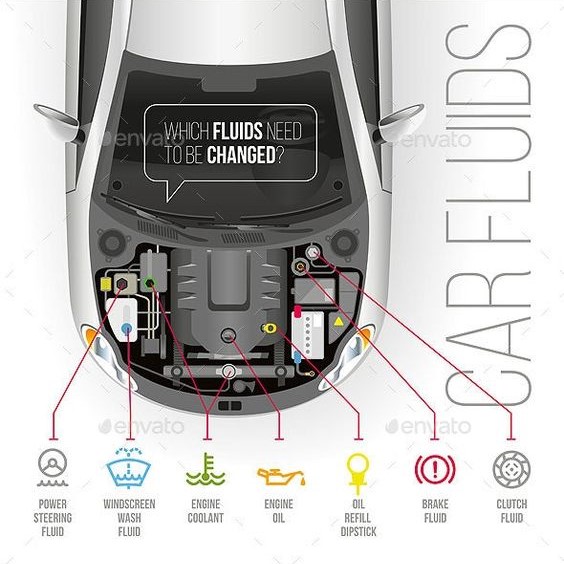 WHICH FLUIDS NEED
TO BE CHANGED?
CAR FLUIDS
POWER
STEERING
FLUID
WINDSCREEN
WASH
FLUID
ENGINE
COOLANT
ENGINE
OIL
OIL
REFILL
DIPSTICK
BRAKE
FLUID
CLUTCH
FLUID
envato
envato
envato
envato